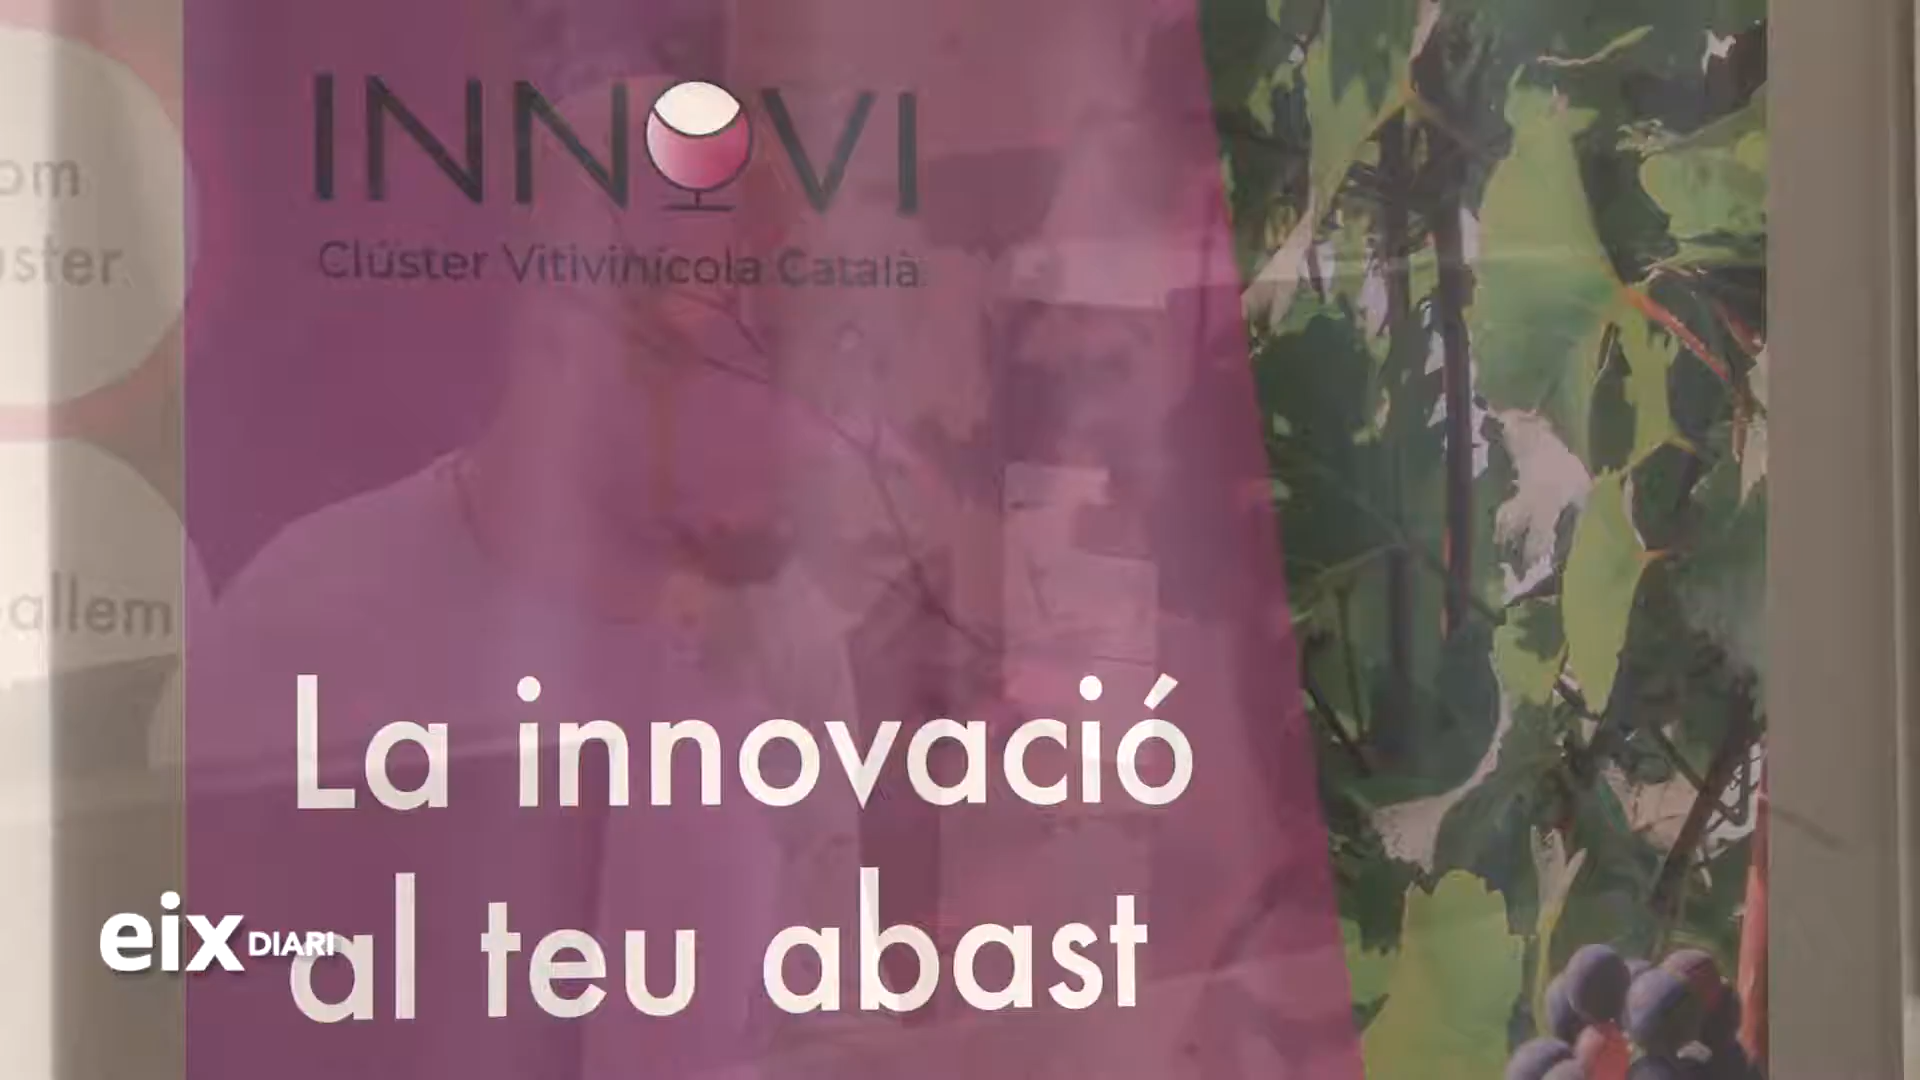 INNOVI
Clúster Vitivinícola Català
La innovació
al teu abast
eix DIARI